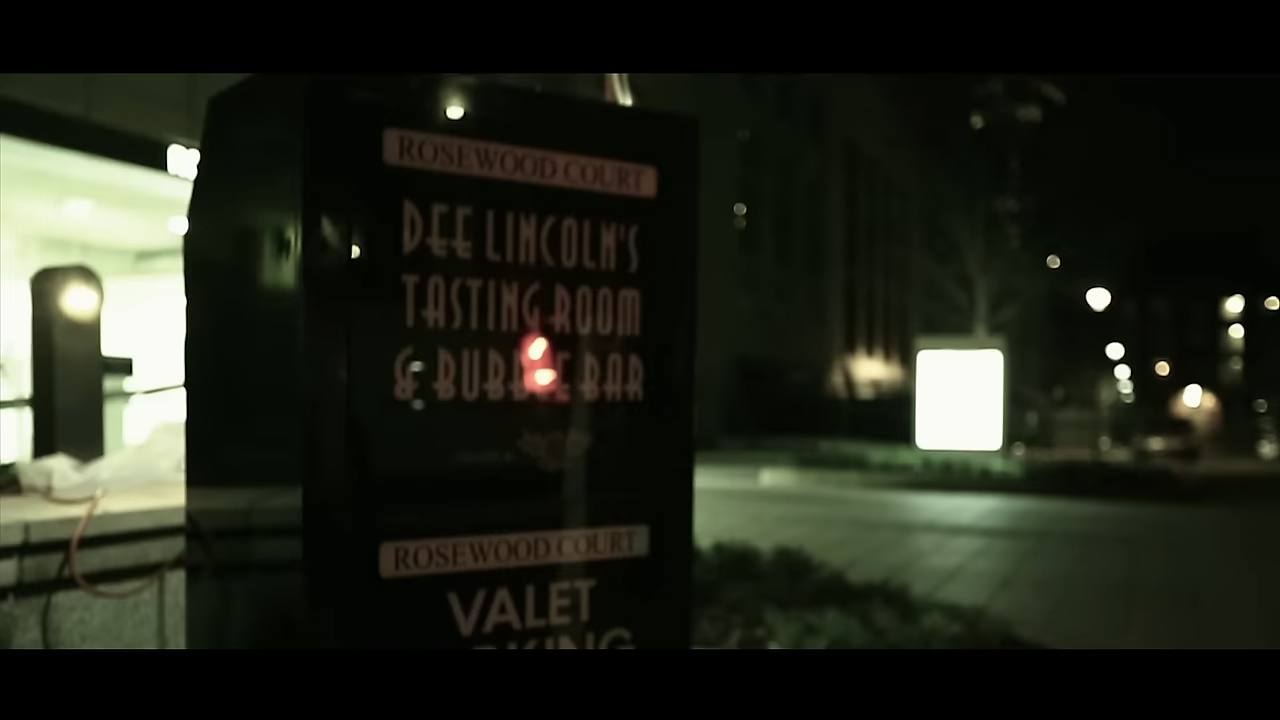 ROSEWOOD COURT
DEE LINCOLN'S
TASTING ROOM
& BUBBLE BAR
ROSEWOOD COURT
VALET